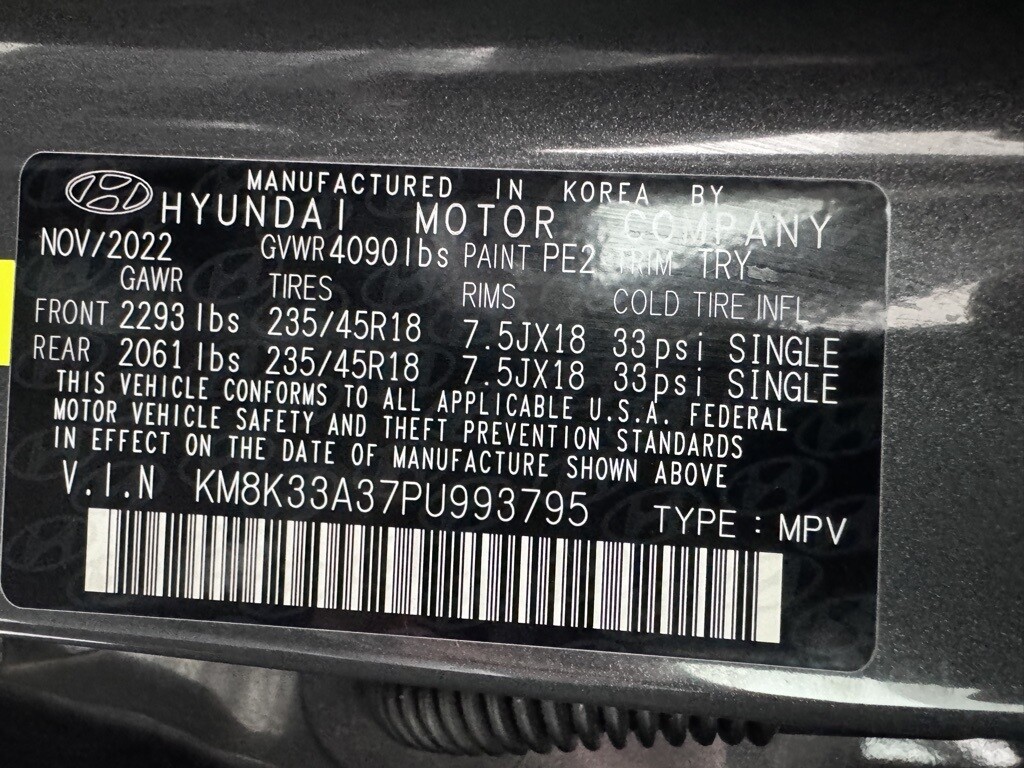 MANUFACTURED IN KOREA BY
HYUNDAI MOTOR COMPANY
NOV/2022 GVWR 4090 lbs PAINT PE2 TRIM TRY
GAWR TIRES RIMS COLD TIRE INFL
FRONT 2293 lbs 235/45R18 7.5JX18 33psi SINGLE
REAR 2061 lbs 235/45R18 7.5JX18 33psi SINGLE
THIS VEHICLE CONFORMS TO ALL APPLICABLE U.S.A. FEDERAL
MOTOR VEHICLE SAFETY AND THEFT PREVENTION STANDARDS
IN EFFECT ON THE DATE OF MANUFACTURE SHOWN ABOVE
V.I.N KM8K33A37PU993795 TYPE : MPV